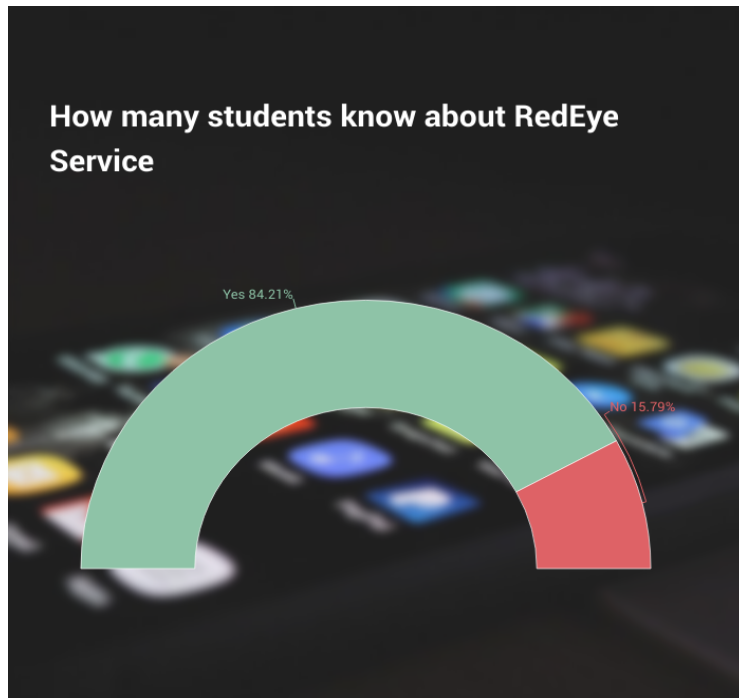 How many students know about RedEye
Service
Yes 84.21%
No 15.79%